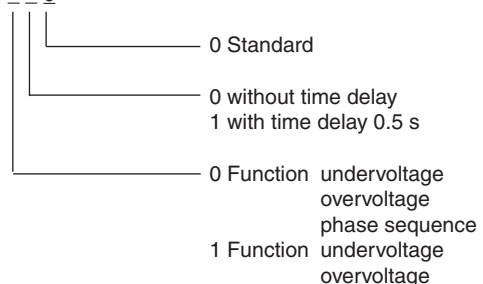 0 Standard
0 without time delay
1 with time delay 0.5 s
0 Function undervoltage
overvoltage
phase sequence
1 Function undervoltage
overvoltage